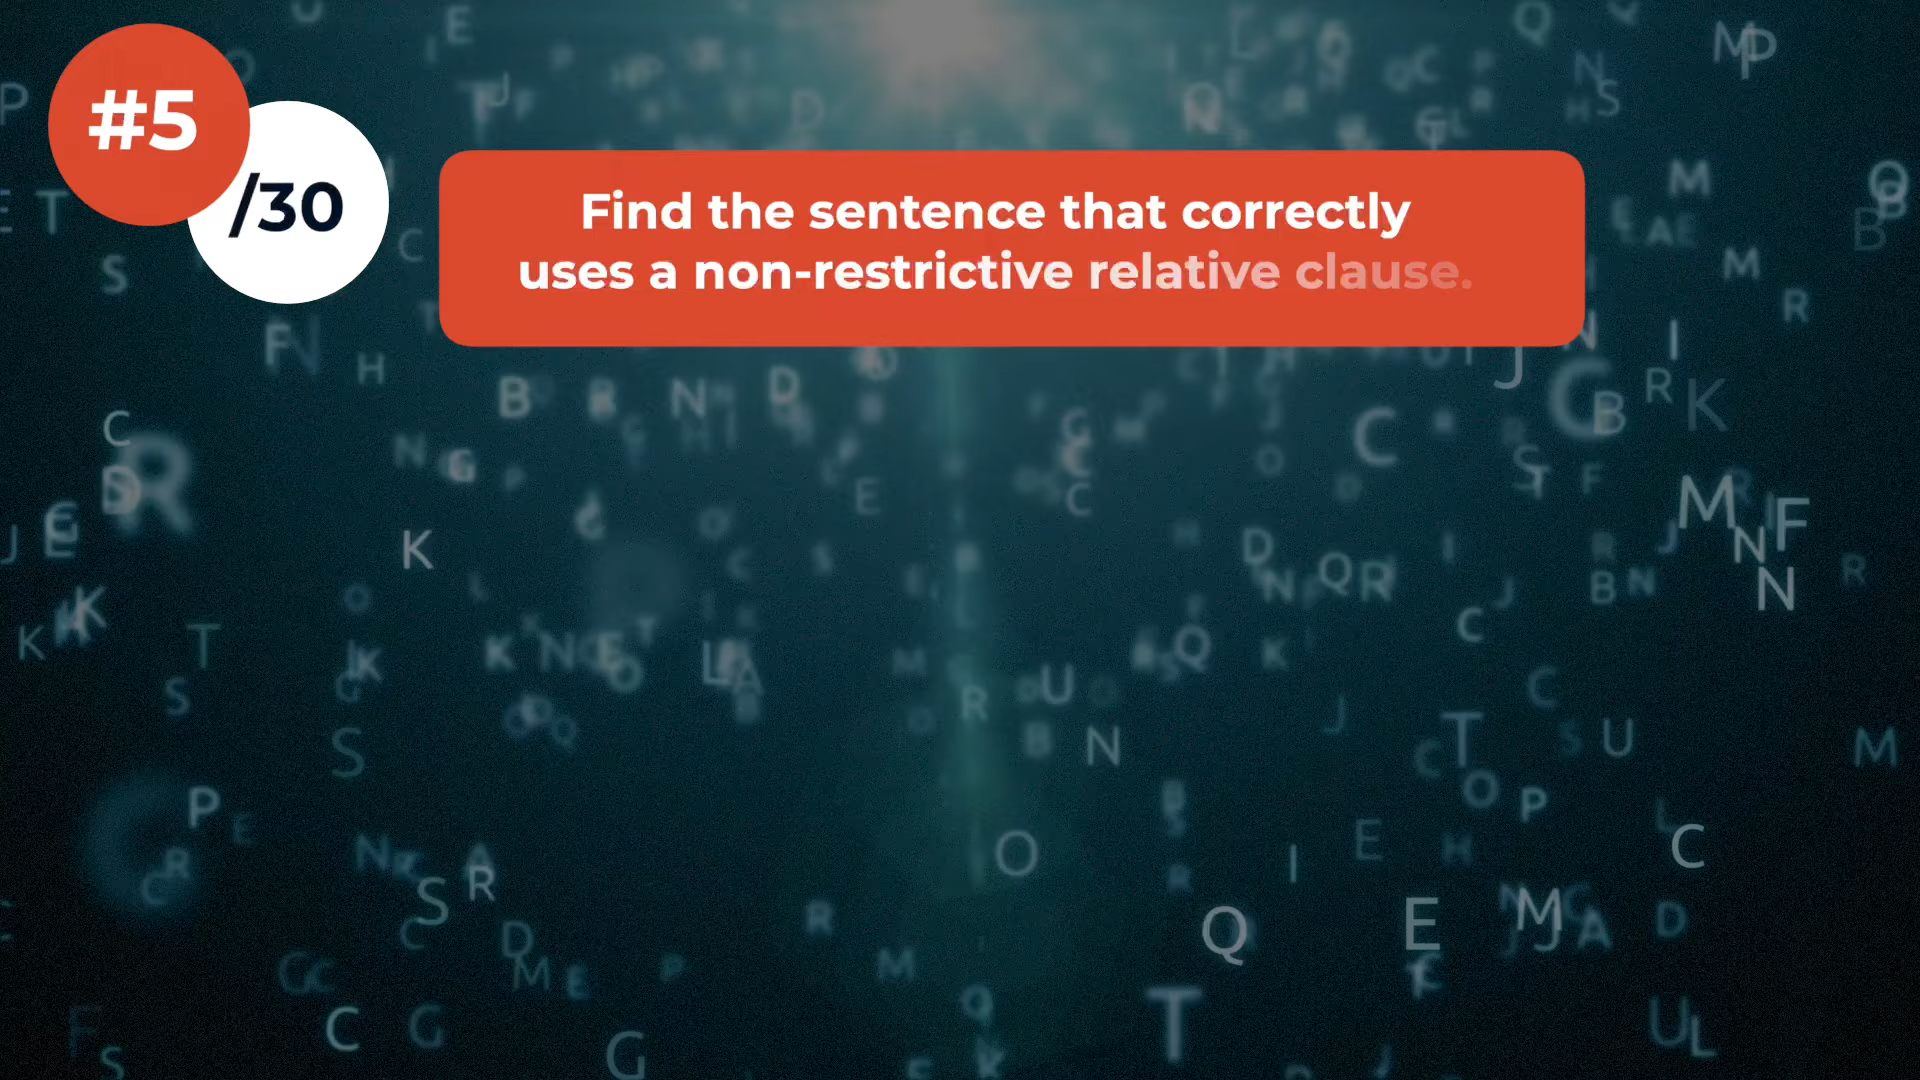 #5
/30
Find the sentence that correctly
uses a non-restrictive relative clause.